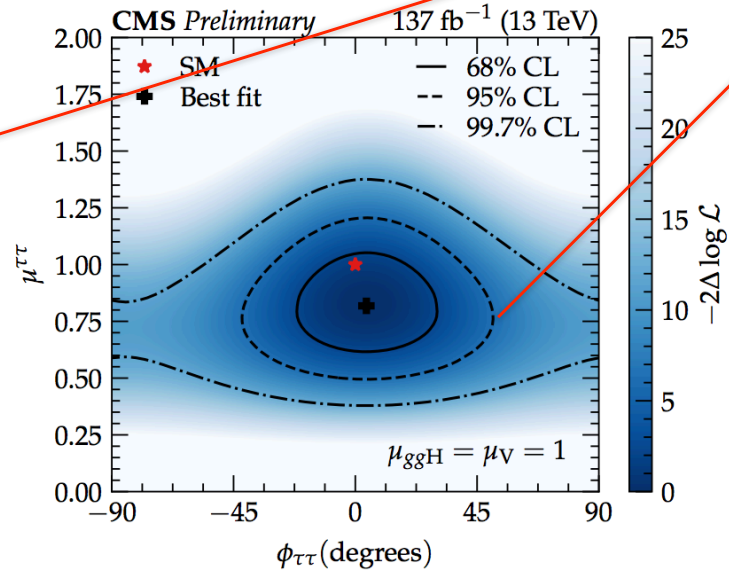 CMS Preliminary 137 fb⁻¹ (13 TeV)
SM
Best fit
68% CL
95% CL
99.7% CL
μ_ggH = μ_V = 1
2.00
1.75
1.50
1.25
1.00
0.75
0.50
0.25
0.00
μ^ττ
−90 −45 0 45 90
ϕ_ττ(degrees)
25
20
15
10
5
0
−2Δ log ℒ